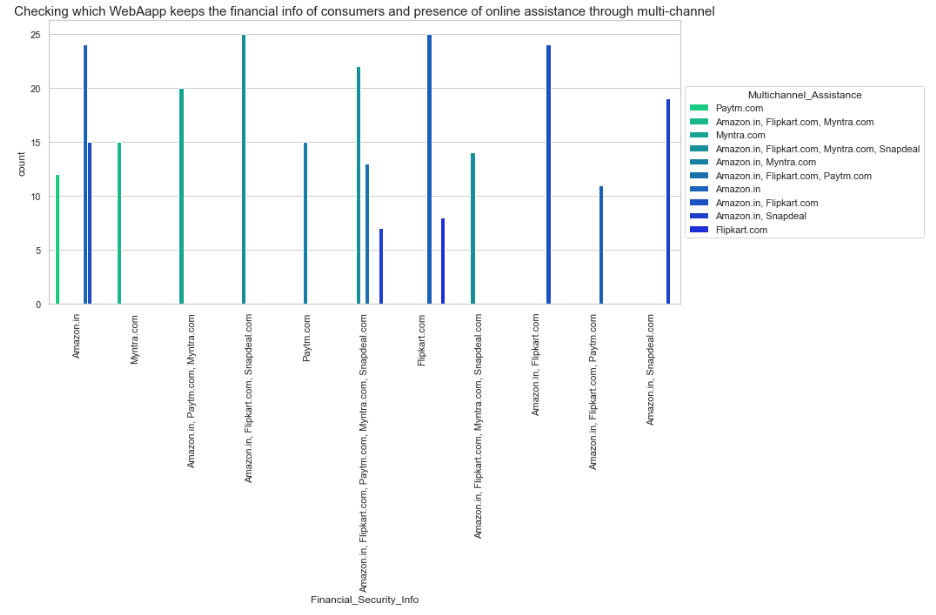 Checking which WebAapp keeps the financial info of consumers and presence of online assistance through multi-channel
25
20
15
10
5
0
count
Amazon.in
Myntra.com
Amazon.in, Paytm.com, Myntra.com
Amazon.in, Flipkart.com, Snapdeal.com
Paytm.com
Amazon.in, Flipkart.com, Paytm.com, Myntra.com, Snapdeal.com
Flipkart.com
Amazon.in, Flipkart.com, Myntra.com, Snapdeal.com
Amazon.in, Flipkart.com
Amazon.in, Flipkart.com, Paytm.com
Amazon.in, Snapdeal.com
Financial_Security_Info
Multichannel_Assistance
Paytm.com
Amazon.in, Flipkart.com, Myntra.com
Myntra.com
Amazon.in, Flipkart.com, Myntra.com, Snapdeal
Amazon.in, Myntra.com
Amazon.in, Flipkart.com, Paytm.com
Amazon.in
Amazon.in, Flipkart.com
Amazon.in, Snapdeal
Flipkart.com